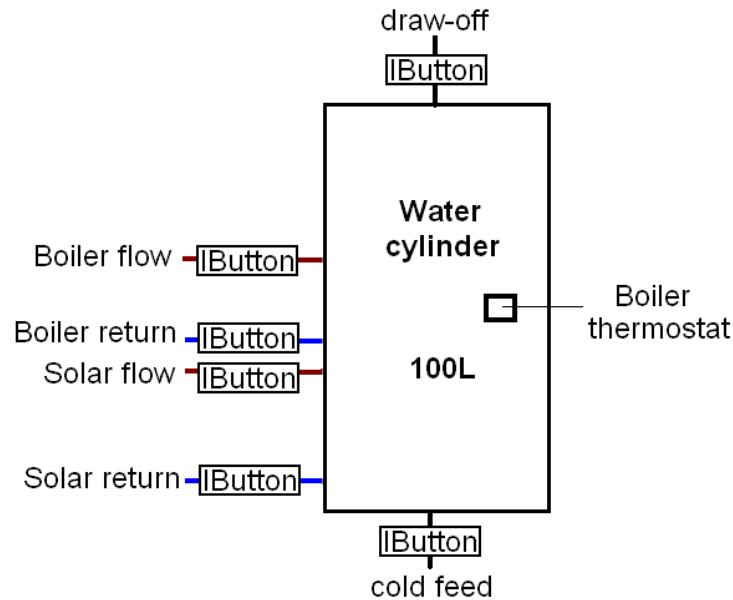 draw-off
IButton
Water
cylinder
Boiler flow
IButton
Boiler
thermostat
Boiler return
IButton
Solar flow
IButton
100L
Solar return
IButton
IButton
cold feed